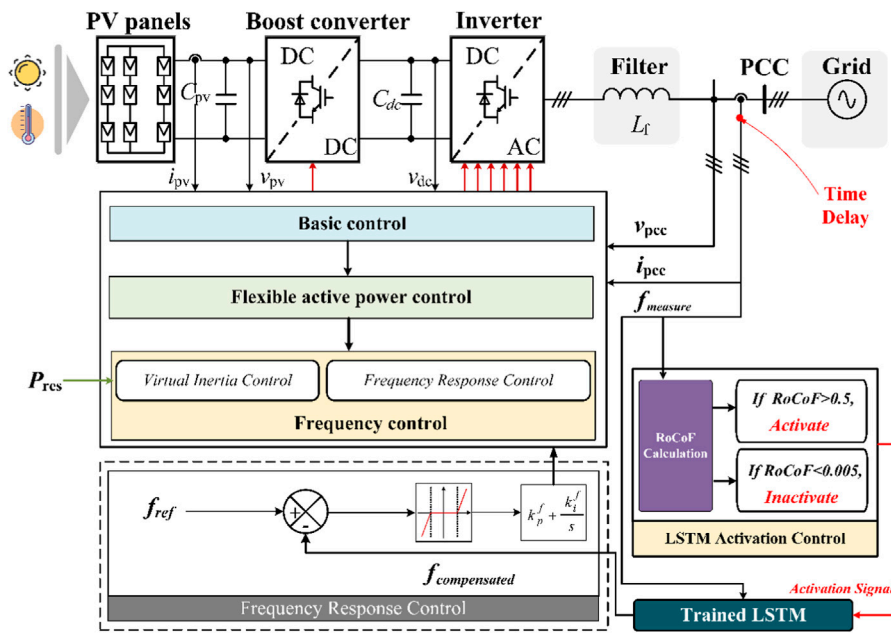 PV panels
Boost converter
Inverter
DC
DC
DC
AC
C_pv
C_dc
Filter
L_f
PCC
Grid
i_pv
v_pv
v_dc
Time
Delay
v_pcc
i_pcc
f_measure
Basic control
Flexible active power control
P_res
Virtual Inertia Control
Frequency Response Control
Frequency control
RoCoF
Calculation
If RoCoF>0.5,
Activate
If RoCoF<0.005,
Inactivate
LSTM Activation Control
f_ref
+
-
k_p^f + k_i^f/s
f_compensated
Frequency Response Control
Activation Signal
Trained LSTM